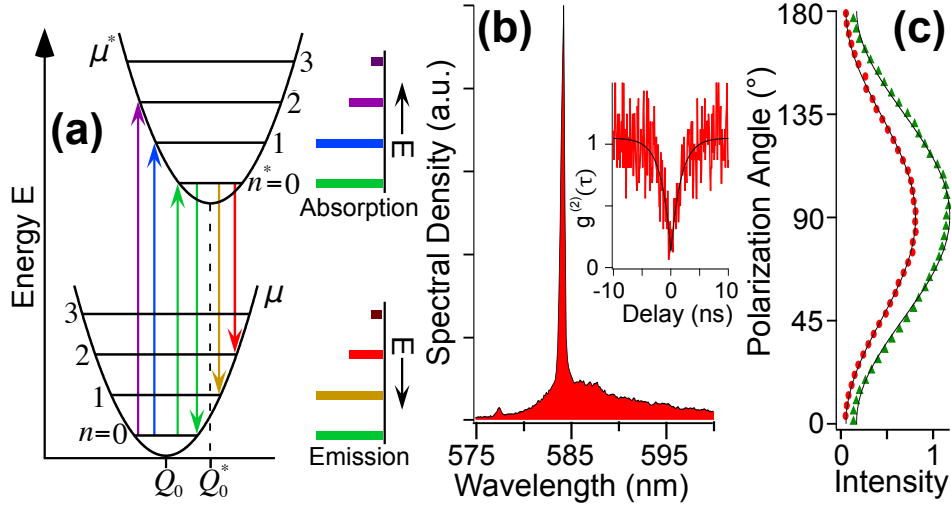 (a)
Energy E
μ*
3
2
1
n*=0
μ
3
2
1
n=0
Q₀
Q₀*
E
Absorption
E
Emission
(b)
Spectral Density (a.u.)
575
585
595
Wavelength (nm)
g⁽²⁾(τ)
1
0
-10
0
10
Delay (ns)
(c)
Polarization Angle (°)
180
135
90
45
0
0
1
Intensity